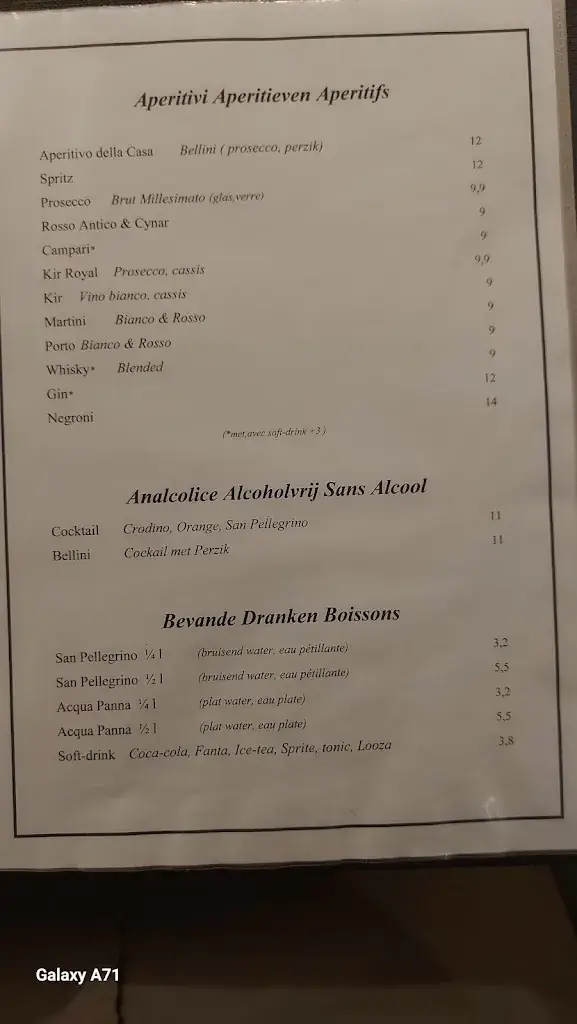 Aperitivi Aperitieven Aperitifs
Aperitivo della Casa Bellini ( prosecco, perzik) 12
Spritz 12
Prosecco Brut Millesimato (glas,verre) 9,9
Rosso Antico & Cynar 9
Campari* 9
Kir Royal Prosecco, cassis 9,9
Kir Vino bianco, cassis 9
Martini Bianco & Rosso 9
Porto Bianco & Rosso 9
Whisky* Blended 9
Gin* 12
Negroni 14
(*met,avec soft-drink +3 )
Analcolice Alcoholvrij Sans Alcool
Cocktail Crodino, Orange, San Pellegrino 11
Bellini Cockail met Perzik 11
Bevande Dranken Boissons
San Pellegrino ¼ l (bruisend water, eau pétillante) 3,2
San Pellegrino ½ l (bruisend water, eau pétillante) 5,5
Acqua Panna ¼ l (plat water, eau plate) 3,2
Acqua Panna ½ l (plat water, eau plate) 5,5
Soft-drink Coca-cola, Fanta, Ice-tea, Sprite, tonic, Looza 3,8
Galaxy A71